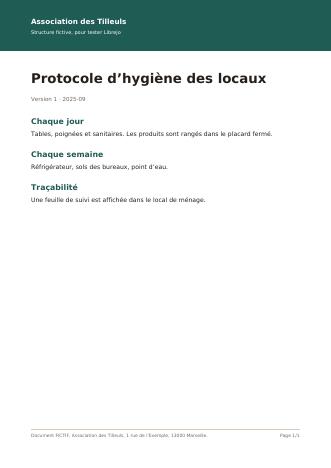 Association des Tilleuls
Structure fictive, pour tester Librejo
Protocole d’hygiène des locaux
Version 1 · 2025-09
Chaque jour
Tables, poignées et sanitaires. Les produits sont rangés dans le placard fermé.
Chaque semaine
Réfrigérateur, sols des bureaux, point d’eau.
Traçabilité
Une feuille de suivi est affichée dans le local de ménage.
Document FICTIF, Association des Tilleuls, 1 rue de l’Exemple, 13000 Marseille.
Page 1/1